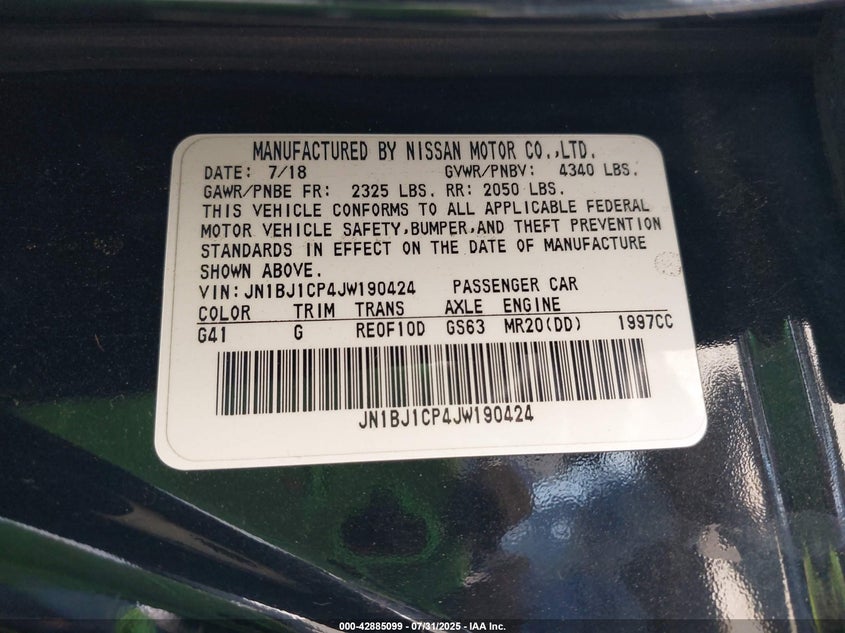 MANUFACTURED BY NISSAN MOTOR CO.,LTD.
DATE: 7/18 GVWR/PNBV: 4340 LBS.
GAWR/PNBE FR: 2325 LBS. RR: 2050 LBS.
THIS VEHICLE CONFORMS TO ALL APPLICABLE FEDERAL
MOTOR VEHICLE SAFETY,BUMPER,AND THEFT PREVENTION
STANDARDS IN EFFECT ON THE DATE OF MANUFACTURE
SHOWN ABOVE.
VIN:JN1BJ1CP4JW190424 PASSENGER CAR
COLOR TRIM TRANS AXLE ENGINE
G41 G RE0F10D GS63 MR20(DD) 1997CC
JN1BJ1CP4JW190424
000-42885099 - 07/31/2025 - IAA Inc.